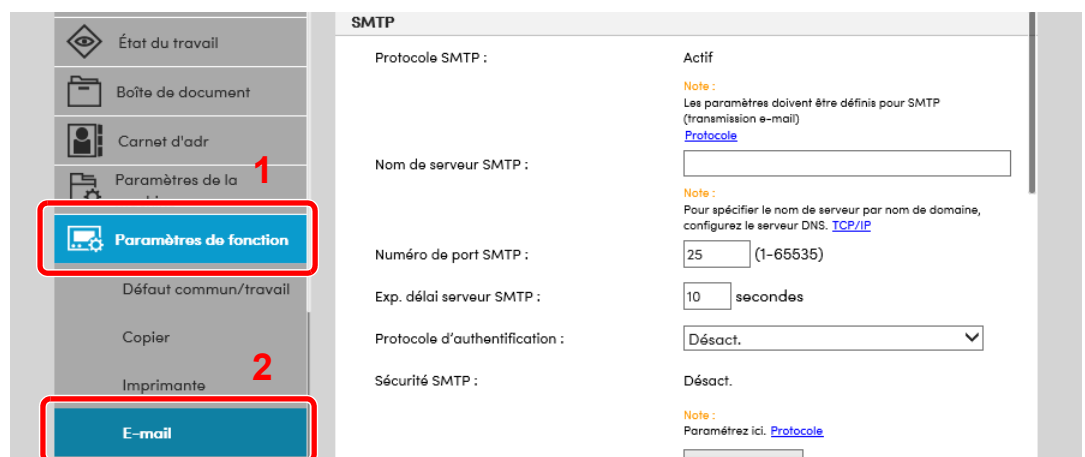 État du travail
Boîte de document
Carnet d'adr
1
Paramètres de la
Paramètres de fonction
Défaut commun/travail
Copier
Imprimante
2
E-mail
SMTP
Protocole SMTP :
Actif
Note :
Les paramètres doivent être définis pour SMTP
(transmission e-mail)
Protocole
Nom de serveur SMTP :
Note :
Pour spécifier le nom de serveur par nom de domaine,
configurez le serveur DNS. TCP/IP
Numéro de port SMTP :
25 (1-65535)
Exp. délai serveur SMTP :
10 secondes
Protocole d'authentification :
Désact.
Sécurité SMTP :
Désact.
Note :
Paramétrez ici. Protocole